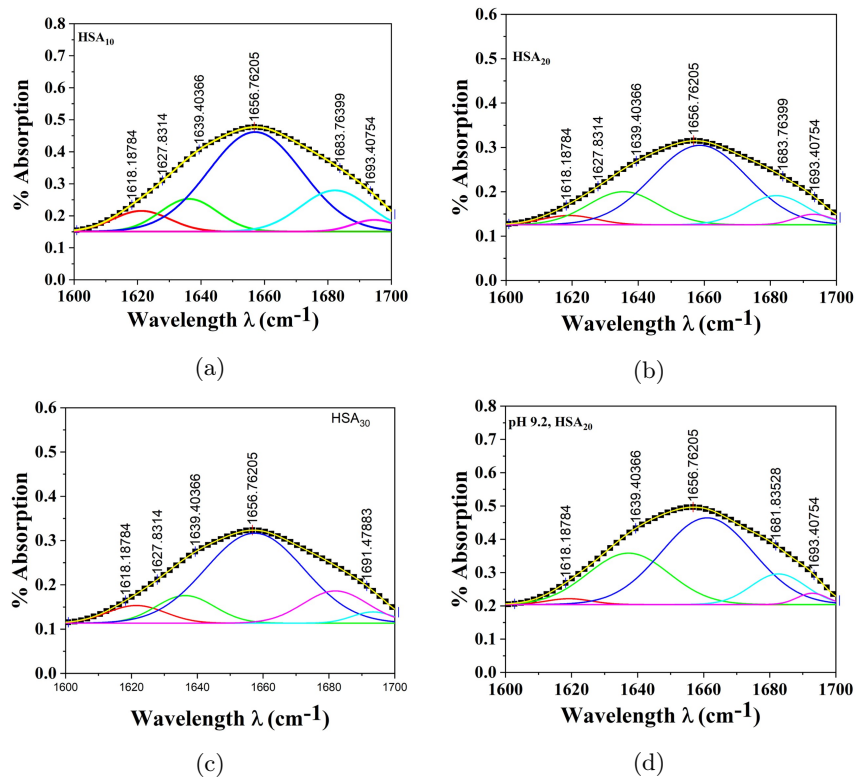 HSA10
% Absorption
0.8
0.7
0.6
0.5
0.4
0.3
0.2
0.1
0.0
1618.18784
1627.8314
1639.40366
1656.76205
1683.76399
1693.40754
1600 1620 1640 1660 1680 1700
Wavelength λ (cm-1)
(a)
HSA20
% Absorption
0.6
0.5
0.4
0.3
0.2
0.1
0.0
1618.18784
1627.8314
1639.40366
1656.76205
1683.76399
1693.40754
1600 1620 1640 1660 1680 1700
Wavelength λ (cm-1)
(b)
HSA30
% Absorption
0.6
0.5
0.4
0.3
0.2
0.1
0.0
1618.18784
1627.8314
1639.40366
1656.76205
1691.47883
1600 1620 1640 1660 1680 1700
Wavelength λ (cm-1)
(c)
pH 9.2, HSA20
% Absorption
0.8
0.7
0.6
0.5
0.4
0.3
0.2
0.1
0.0
1618.18784
1639.40366
1656.76205
1681.83528
1693.40754
1600 1620 1640 1660 1680 1700
Wavelength λ (cm-1)
(d)